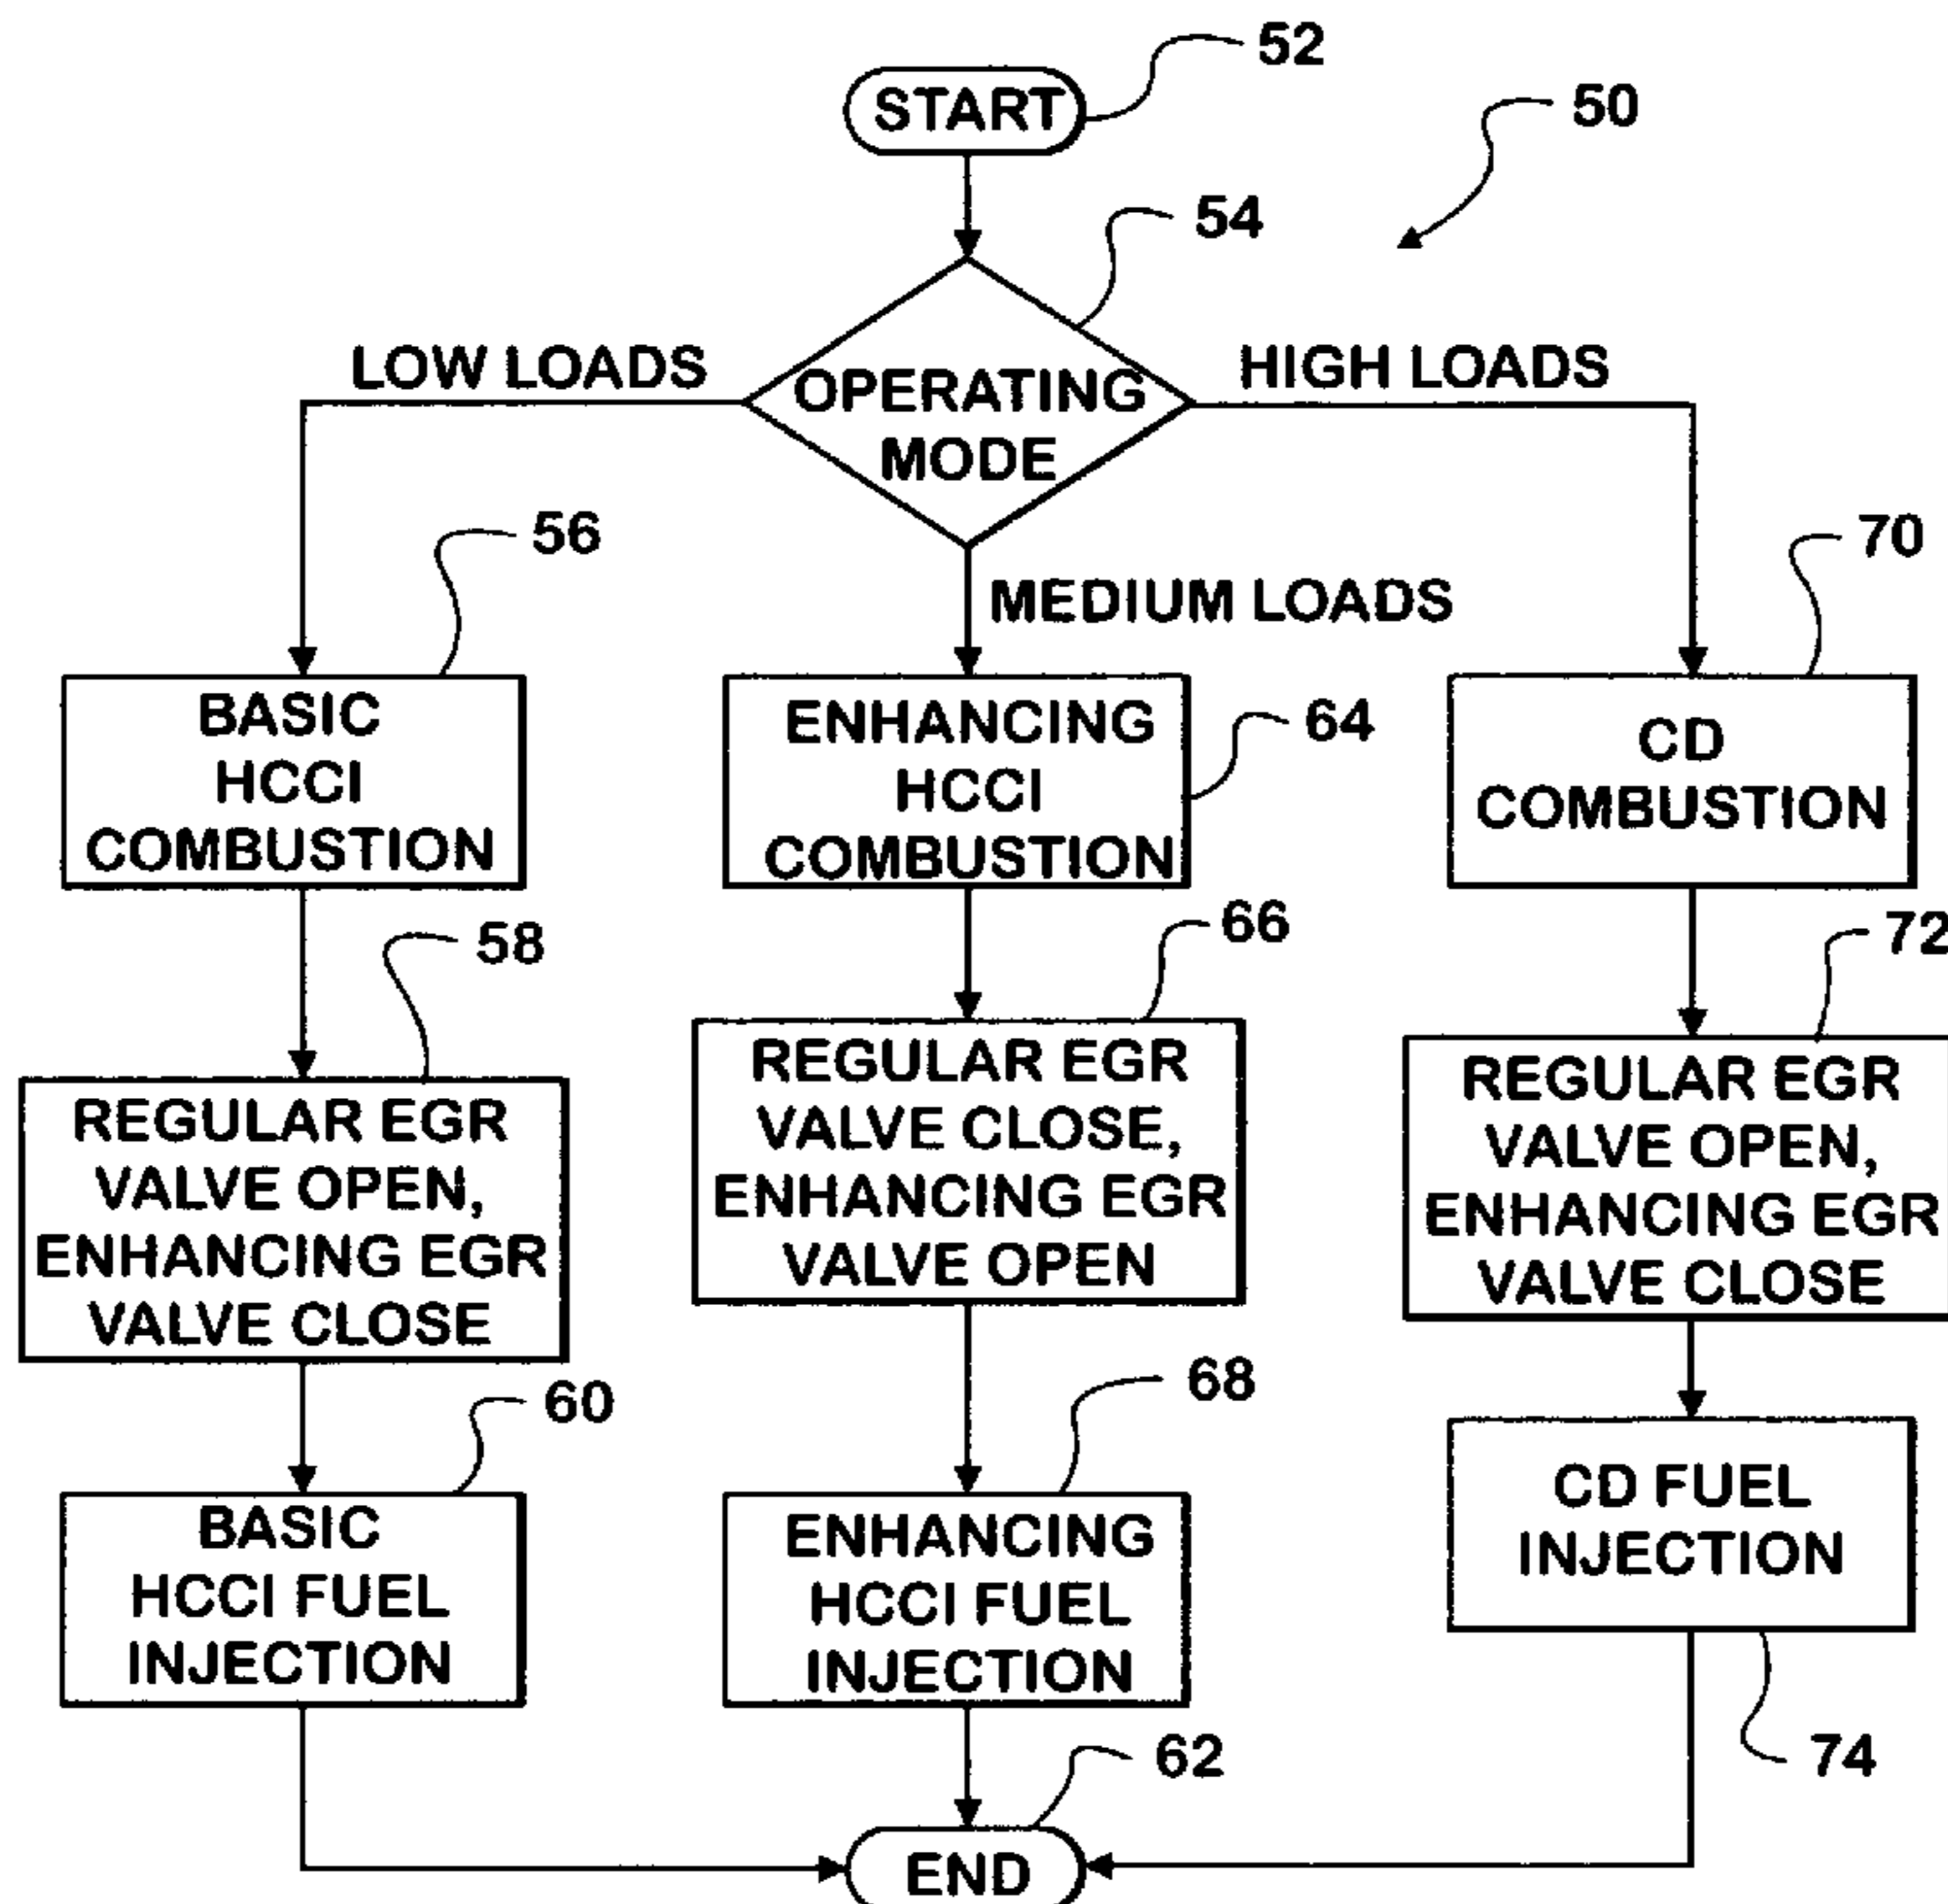 52
START
50
54
LOW LOADS
HIGH LOADS
OPERATING
MODE
56
70
MEDIUM LOADS
BASIC
HCCI
COMBUSTION
ENHANCING
HCCI
COMBUSTION
64
CD
COMBUSTION
58
66
72
REGULAR EGR
VALVE OPEN,
ENHANCING EGR
VALVE CLOSE
REGULAR EGR
VALVE CLOSE,
ENHANCING EGR
VALVE OPEN
REGULAR EGR
VALVE OPEN,
ENHANCING EGR
VALVE CLOSE
60
68
BASIC
HCCI FUEL
INJECTION
ENHANCING
HCCI FUEL
INJECTION
CD FUEL
INJECTION
62
74
END